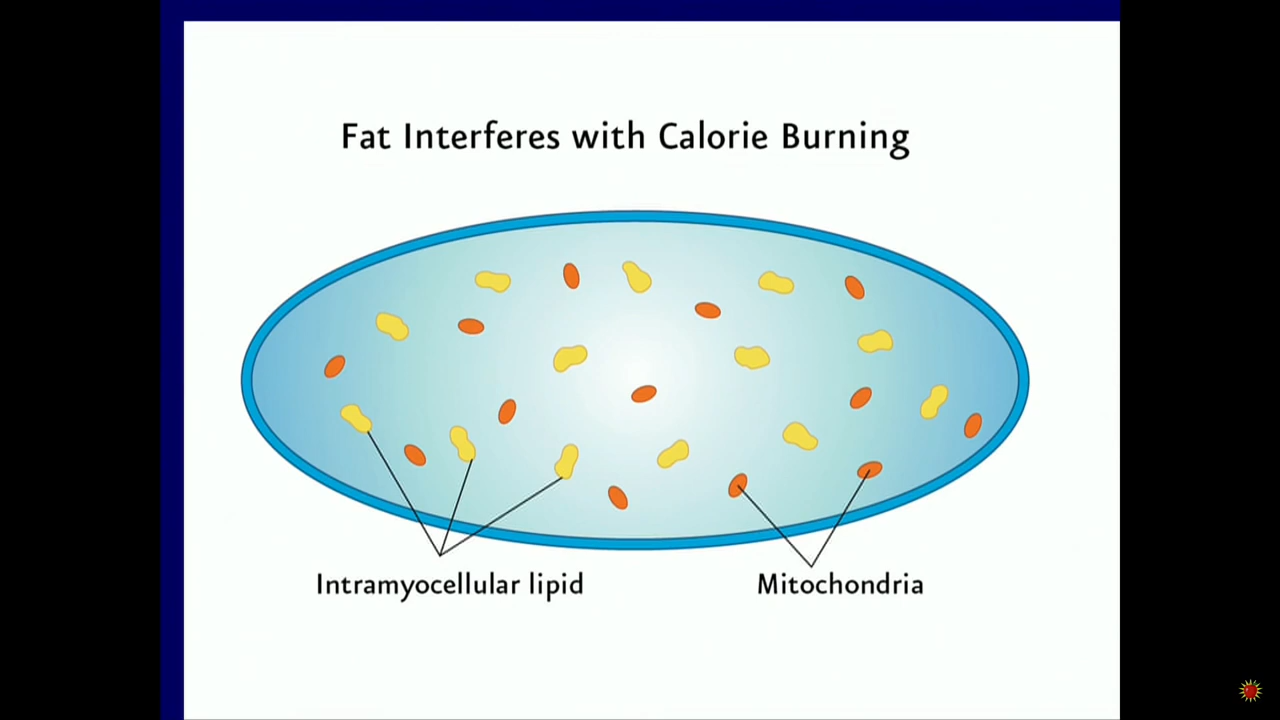 Fat Interferes with Calorie Burning
Intramyocellular lipid
Mitochondria